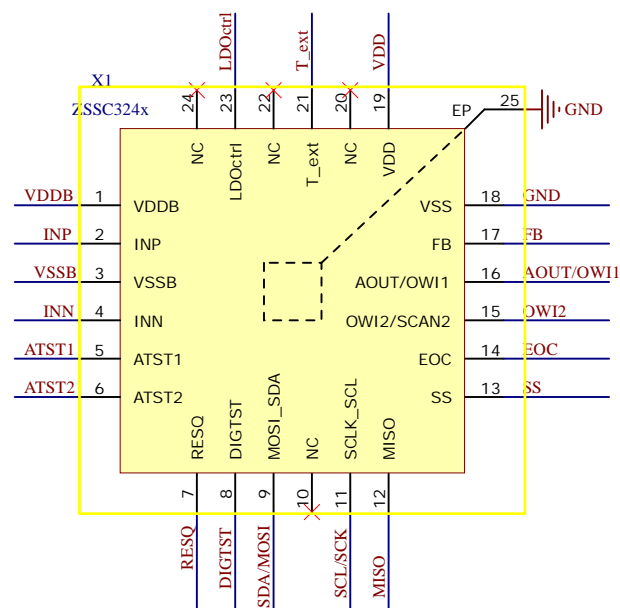 LDOctrl
T_ext
VDD
X1
ZSSC324x
24
23
22
21
20
19
EP
25
GND
NC
LDOctrl
NC
T_ext
NC
VDD
VDDB 1 VDDB
INP 2 INP
VSSB 3 VSSB
INN 4 INN
ATST1 5 ATST1
ATST2 6 ATST2
VSS 18 GND
FB 17 FB
AOUT/OWI1 16 AOUT/OWI1
OWI2/SCAN2 15 OWI2
EOC 14 EOC
SS 13 SS
RESQ
DIGTST
MOSI_SDA
NC
SCLK_SCL
MISO
7
8
9
10
11
12
RESQ
DIGTST
SDA/MOSI
SCL/SCK
MISO